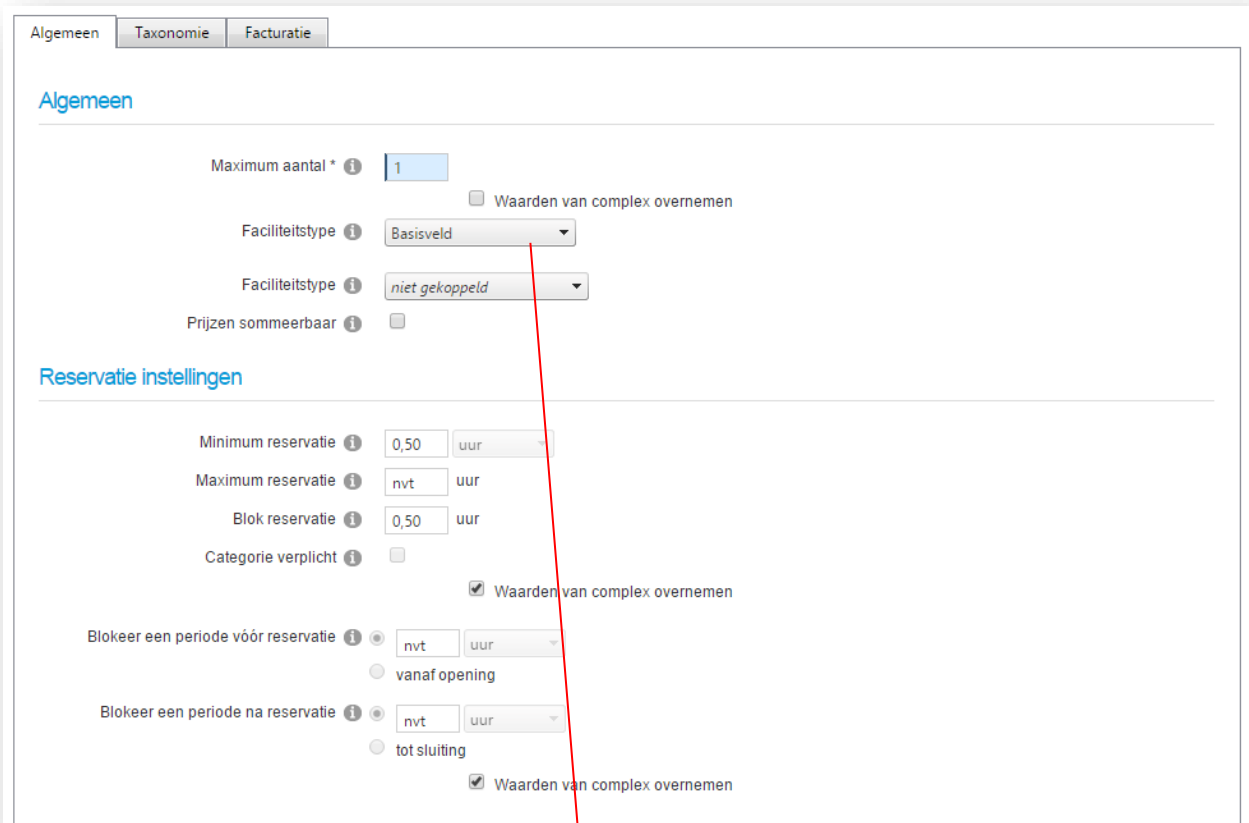 Algemeen Taxonomie Facturatie
Algemeen
Maximum aantal * 1
Waarden van complex overnemen
Faciliteitstype Basisveld
Faciliteitstype niet gekoppeld
Prijzen sommeerbaar
Reservatie instellingen
Minimum reservatie 0,50 uur
Maximum reservatie nvt uur
Blok reservatie 0,50 uur
Categorie verplicht
Waarden van complex overnemen
Blokeer een periode vóór reservatie nvt uur
vanaf opening
Blokeer een periode na reservatie nvt uur
tot sluiting
Waarden van complex overnemen